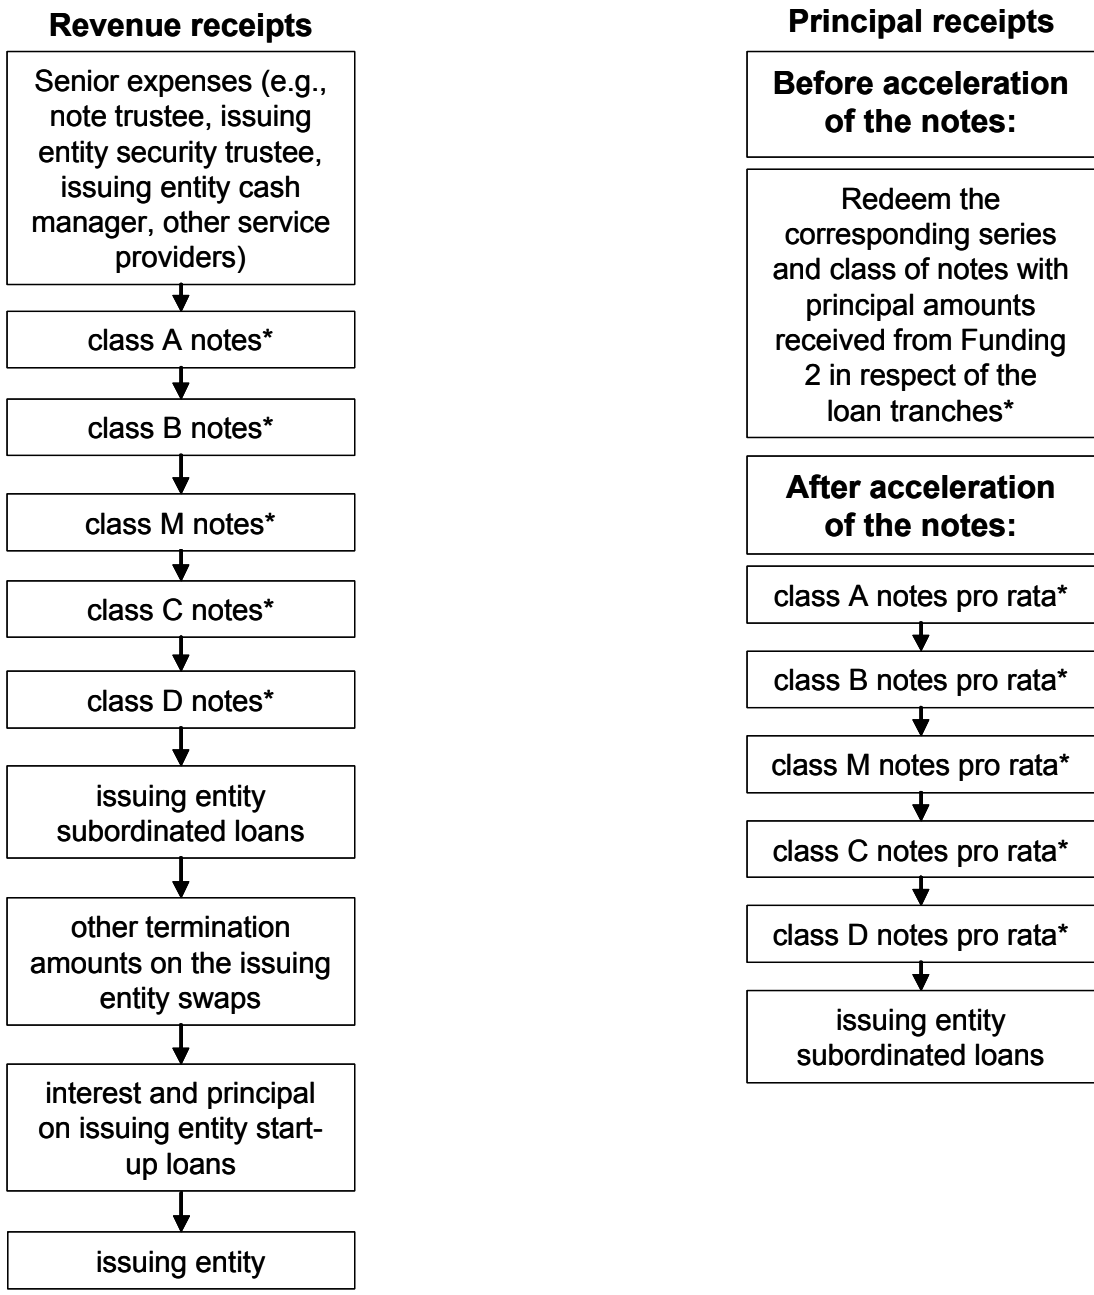 Revenue receipts
Senior expenses (e.g.,
note trustee, issuing
entity security trustee,
issuing entity cash
manager, other service
providers)
class A notes*
class B notes*
class M notes*
class C notes*
class D notes*
issuing entity
subordinated loans
other termination
amounts on the issuing
entity swaps
interest and principal
on issuing entity start-
up loans
issuing entity
Principal receipts
Before acceleration
of the notes:
Redeem the
corresponding series
and class of notes with
principal amounts
received from Funding
2 in respect of the
loan tranches*
After acceleration
of the notes:
class A notes pro rata*
class B notes pro rata*
class M notes pro rata*
class C notes pro rata*
class D notes pro rata*
issuing entity
subordinated loans